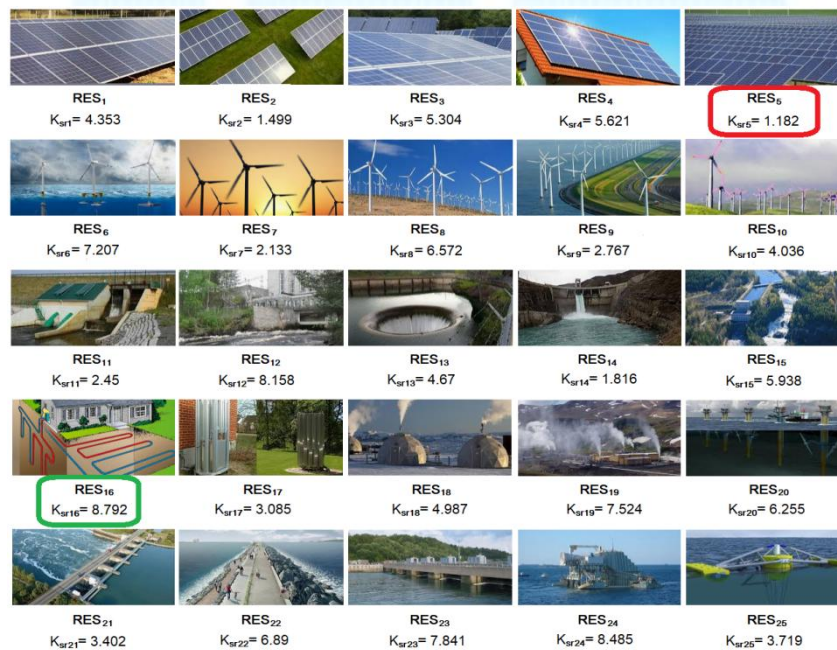 RES₁ RES₂ RES₃ RES₄ RES₅
Kₛᵣ₁= 4.353 Kₛᵣ₂= 1.499 Kₛᵣ₃= 5.304 Kₛᵣ₄= 5.621 Kₛᵣ₅= 1.182
RES₆ RES₇ RES₈ RES₉ RES₁₀
Kₛᵣ₆= 7.207 Kₛᵣ₇= 2.133 Kₛᵣ₈= 6.572 Kₛᵣ₉= 2.767 Kₛᵣ₁₀= 4.036
RES₁₁ RES₁₂ RES₁₃ RES₁₄ RES₁₅
Kₛᵣ₁₁= 2.45 Kₛᵣ₁₂= 8.158 Kₛᵣ₁₃= 4.67 Kₛᵣ₁₄= 1.816 Kₛᵣ₁₅= 5.938
RES₁₆ RES₁₇ RES₁₈ RES₁₉ RES₂₀
Kₛᵣ₁₆= 8.792 Kₛᵣ₁₇= 3.085 Kₛᵣ₁₈= 4.987 Kₛᵣ₁₉= 7.524 Kₛᵣ₂₀= 6.255
RES₂₁ RES₂₂ RES₂₃ RES₂₄ RES₂₅
Kₛᵣ₂₁= 3.402 Kₛᵣ₂₂= 6.89 Kₛᵣ₂₃= 7.841 Kₛᵣ₂₄= 8.485 Kₛᵣ₂₅= 3.719